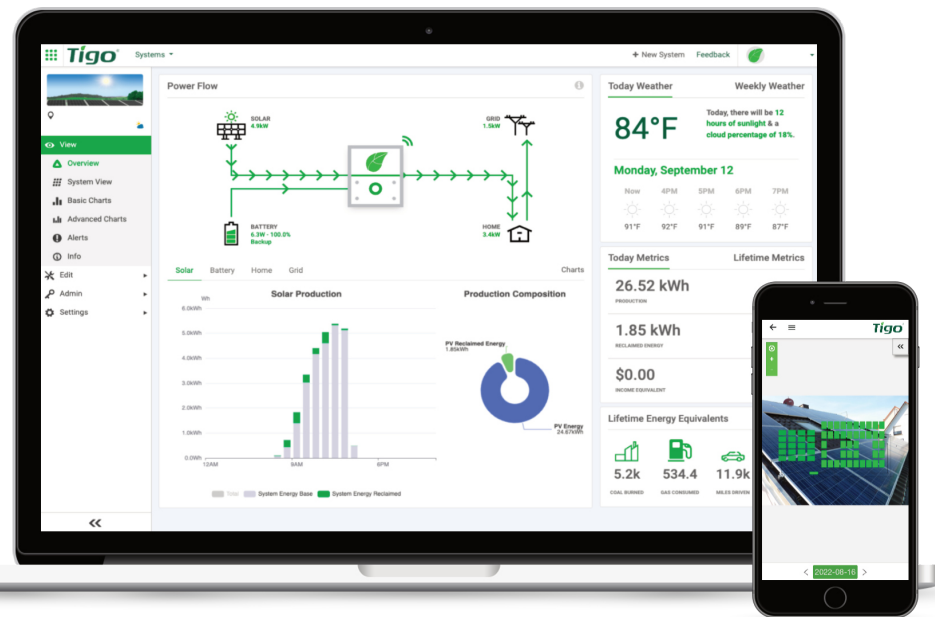 Tigo
Systems
+ New System
Feedback
View
Overview
System View
Basic Charts
Advanced Charts
Alerts
Info
Edit
Admin
Settings
Power Flow
SOLAR
4.9kW
GRID
1.5kW
BATTERY
6.3W - 100.0%
Backup
HOME
3.4kW
Solar
Battery
Home
Grid
Charts
Solar Production
Wh
6.0kWh
5.0kWh
4.0kWh
3.0kWh
2.0kWh
1.0kWh
0.0Wh
12AM
8AM
6PM
Total
System Energy Base
System Energy Reclaimed
Production Composition
PV Reclaimed Energy
1.85kWh
PV Energy
24.67kWh
Today Weather
Weekly Weather
84°F
Today, there will be 12
hours of sunlight & a
cloud percentage of 18%.
Monday, September 12
Now
4PM
5PM
6PM
7PM
91°F
92°F
91°F
89°F
87°F
Today Metrics
Lifetime Metrics
26.52 kWh
PRODUCTION
1.85 kWh
RECLAIMED ENERGY
$0.00
INCOME EQUIVALENT
Lifetime Energy Equivalents
5.2k
534.4
11.9k
COAL BURNED
GAS CONSUMED
MILES DRIVEN
Tigo
2022-08-16